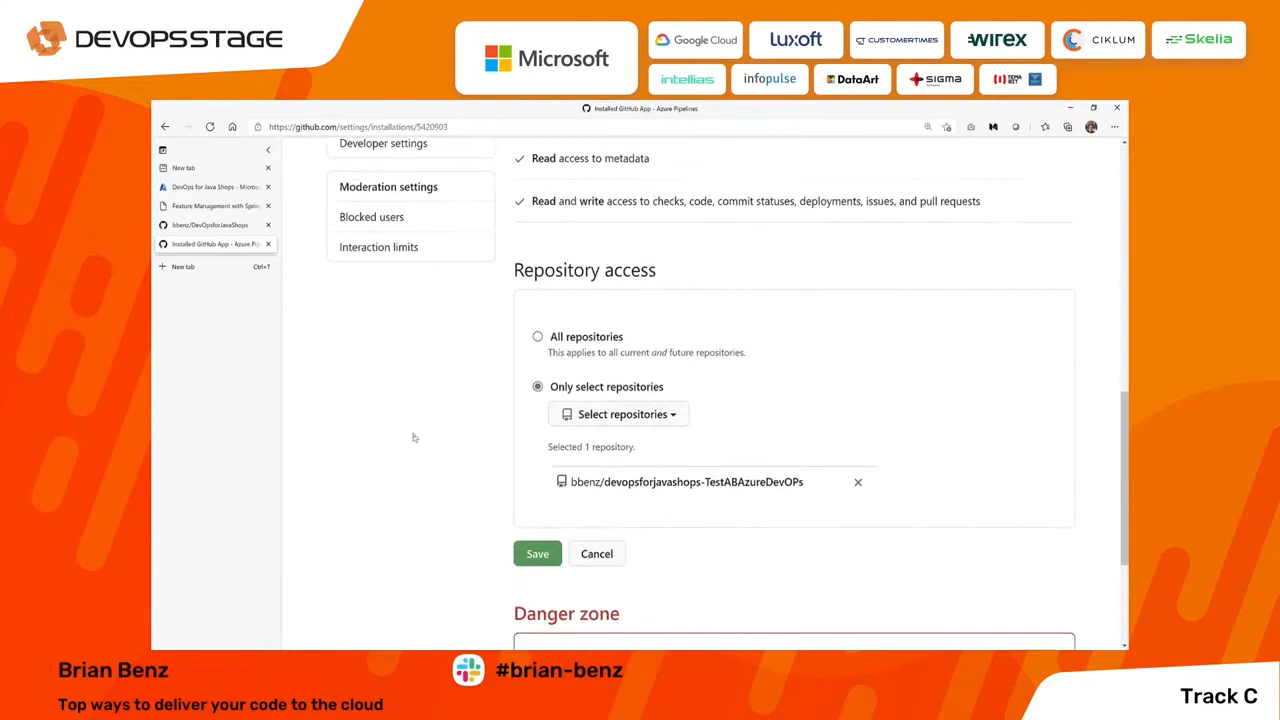 DEVOPSSTAGE
Microsoft
Google Cloud
Luxoft
CUSTOMERTIMES
WIREX
CIKLUM
Skelia
intellias
infopulse
DataArt
SIGMA
Software
ТЕМА
BIT
Installed GitHub App - Azure Pipelines
https://github.com/settings/installations/5420903
New tab
DevOps for Java Shops - Micros
Feature Management with Spring
bbenz/DevOpsforJavaShops
Installed GitHub App - Azure Pip
New tab Ctrl+T
Developer settings
Moderation settings
Blocked users
Interaction limits
Read access to metadata
Read and write access to checks, code, commit statuses, deployments, issues, and pull requests
Repository access
All repositories
This applies to all current and future repositories.
Only select repositories
Select repositories
Selected 1 repository.
bbenz/devopsforjavashops-TestABAzureDevOPs
Save Cancel
Danger zone
Brian Benz
#brian-benz
Top ways to deliver your code to the cloud
Track C